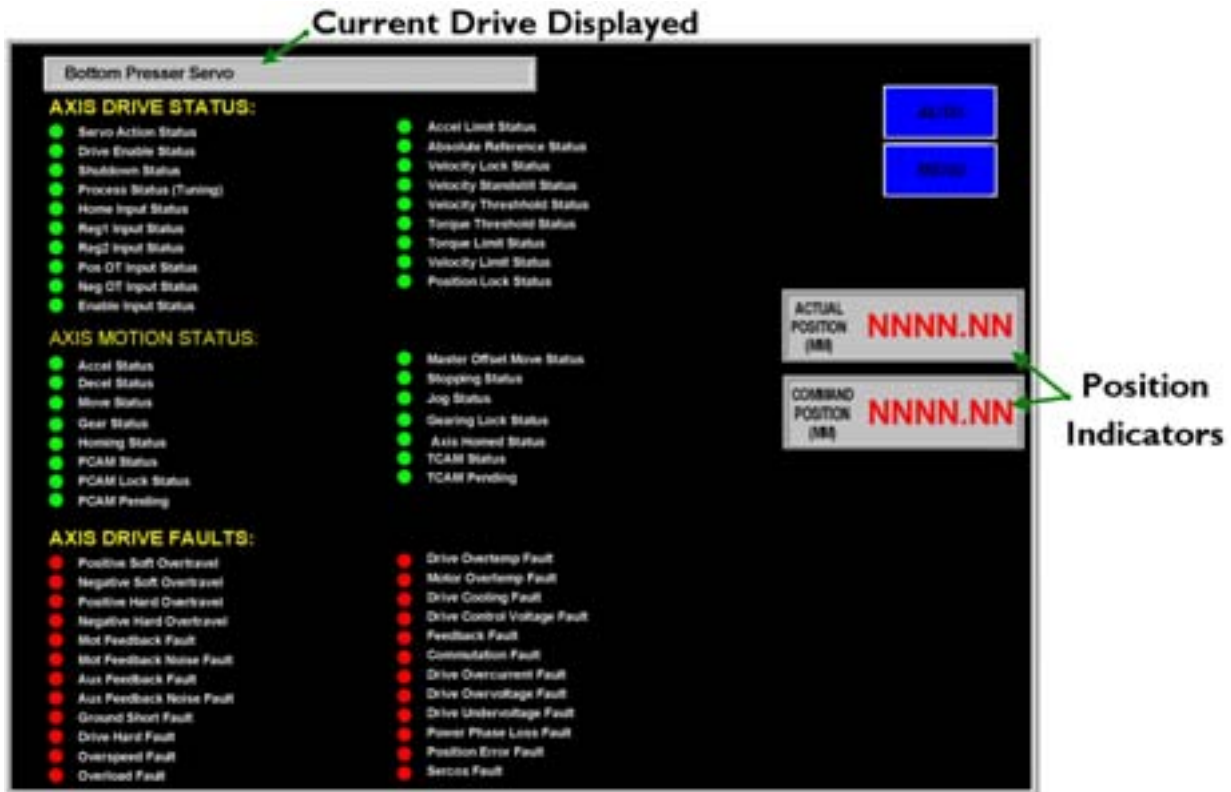 Current Drive Displayed
Bottom Presser Servo
AXIS DRIVE STATUS:
Servo Action Status
Drive Enable Status
Shutdown Status
Process Status (Tuning)
Home Input Status
Reg1 Input Status
Reg2 Input Status
Pos OT Input Status
Neg OT Input Status
Enable Input Status
Accel Limit Status
Absolute Reference Status
Velocity Lock Status
Velocity Standstill Status
Velocity Threshhold Status
Torque Threshold Status
Torque Limit Status
Velocity Limit Status
Position Lock Status
AXIS MOTION STATUS:
Accel Status
Decel Status
Move Status
Gear Status
Homing Status
PCAM Status
PCAM Lock Status
PCAM Pending
Master Offset Move Status
Stopping Status
Jog Status
Gearing Lock Status
Axis Homed Status
TCAM Status
TCAM Pending
AXIS DRIVE FAULTS:
Positive Soft Overtravel
Negative Soft Overtravel
Positive Hard Overtravel
Negative Hard Overtravel
Mot Feedback Fault
Mot Feedback Noise Fault
Aux Feedback Fault
Aux Feedback Noise Fault
Ground Short Fault
Drive Hard Fault
Overspeed Fault
Overload Fault
Drive Overtemp Fault
Motor Overtemp Fault
Drive Cooling Fault
Drive Control Voltage Fault
Feedback Fault
Commutation Fault
Drive Overcurrent Fault
Drive Overvoltage Fault
Drive Undervoltage Fault
Power Phase Loss Fault
Position Error Fault
Sercos Fault
ACTUAL
POSITION
(MM)
NNNN.NN
COMMAND
POSITION
(MM)
NNNN.NN
Position
Indicators